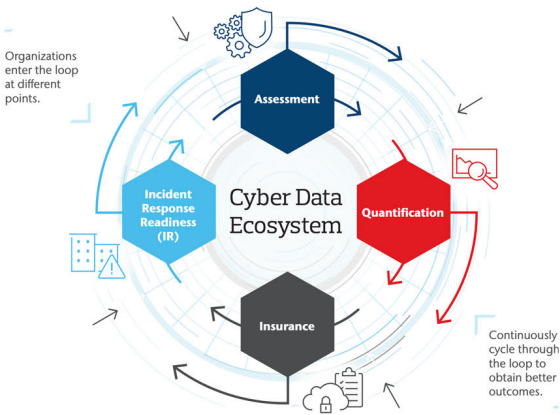 Organizations
enter the loop
at different
points.
Assessment
Incident
Response
Readiness
(IR)
Cyber Data
Ecosystem
Quantification
Insurance
Continuously
cycle through
the loop to
obtain better
outcomes.